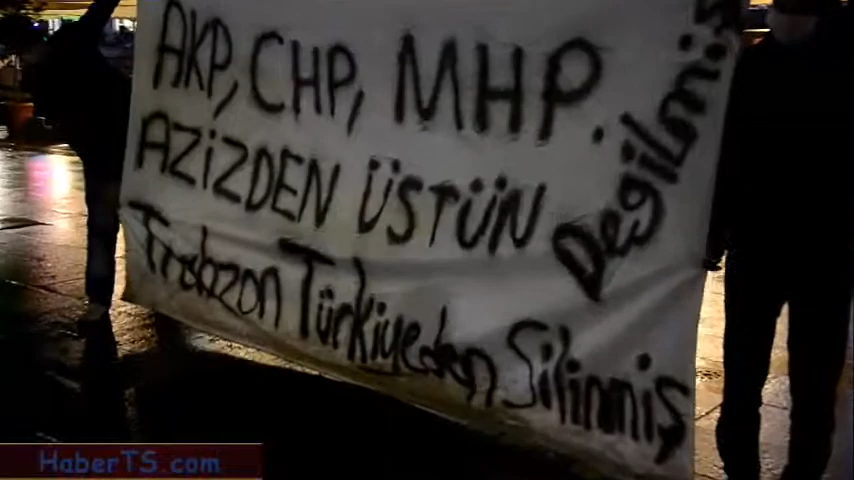 AKP, CHP, MHP.
AZİZDEN ÜSTÜN
Değilmiş
Trabzon Türkiyeden Silinmiş
HaberTS.com